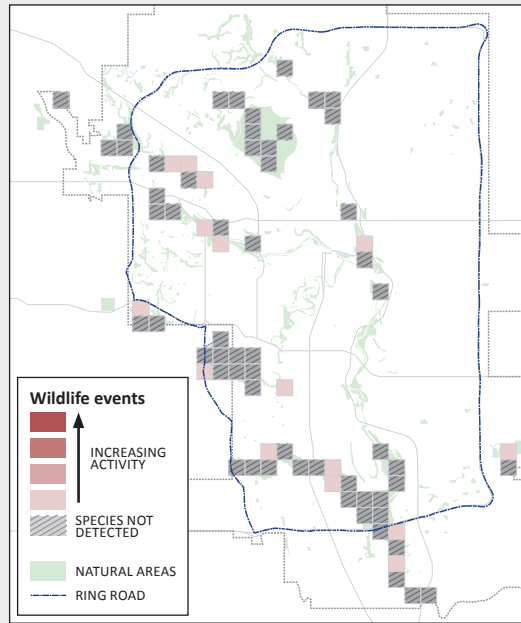 Wildlife events
INCREASING
ACTIVITY
SPECIES NOT
DETECTED
NATURAL AREAS
RING ROAD